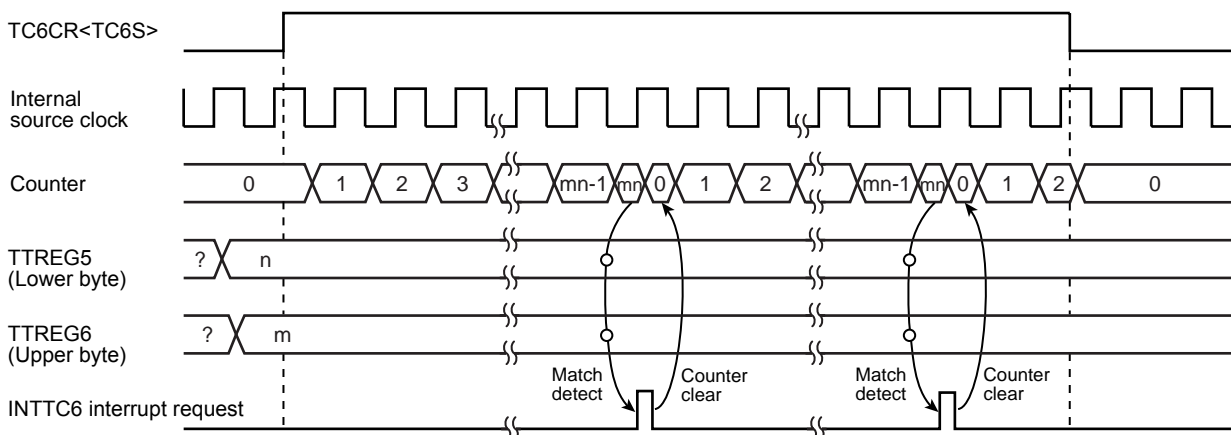 TC6CR<TC6S>
Internal
source clock
Counter
0 1 2 3 mn-1 mn 0 1 2 mn-1 mn 0 1 2 0
TTREG5
(Lower byte)
? n
TTREG6
(Upper byte)
? m
Match
detect
Counter
clear
Match
detect
Counter
clear
INTTC6 interrupt request